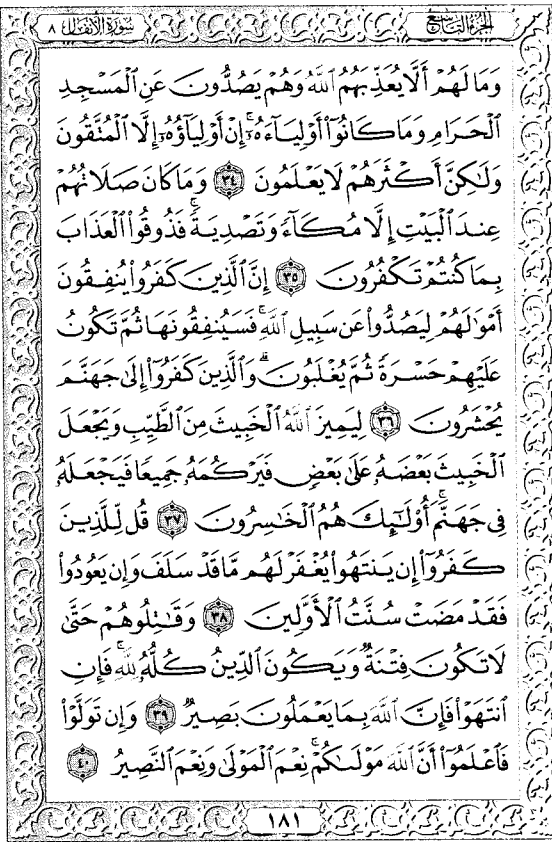 الجزء التاسع
سورة الأنفال ٨
وَمَا لَهُمْ أَلَّا يُعَذِّبَهُمُ ٱللَّهُ وَهُمْ يَصُدُّونَ عَنِ ٱلْمَسْجِدِ
ٱلْحَرَامِ وَمَا كَانُوٓا۟ أَوْلِيَآءَهُۥٓ ۚ إِنْ أَوْلِيَآؤُهُۥٓ إِلَّا ٱلْمُتَّقُونَ
وَلَٰكِنَّ أَكْثَرَهُمْ لَا يَعْلَمُونَ ٣٤ وَمَا كَانَ صَلَاتُهُمْ
عِندَ ٱلْبَيْتِ إِلَّا مُكَآءً وَتَصْدِيَةً ۚ فَذُوقُوا۟ ٱلْعَذَابَ
بِمَا كُنتُمْ تَكْفُرُونَ ٣٥ إِنَّ ٱلَّذِينَ كَفَرُوا۟ يُنفِقُونَ
أَمْوَٰلَهُمْ لِيَصُدُّوا۟ عَن سَبِيلِ ٱللَّهِ ۚ فَسَيُنفِقُونَهَا ثُمَّ تَكُونُ
عَلَيْهِمْ حَسْرَةً ثُمَّ يُغْلَبُونَ ۗ وَٱلَّذِينَ كَفَرُوٓا۟ إِلَىٰ جَهَنَّمَ
يُحْشَرُونَ ٣٦ لِيَمِيزَ ٱللَّهُ ٱلْخَبِيثَ مِنَ ٱلطَّيِّبِ وَيَجْعَلَ
ٱلْخَبِيثَ بَعْضَهُۥ عَلَىٰ بَعْضٍ فَيَرْكُمَهُۥ جَمِيعًا فَيَجْعَلَهُۥ
فِى جَهَنَّمَ ۚ أُو۟لَٰٓئِكَ هُمُ ٱلْخَٰسِرُونَ ٣٧ قُل لِّلَّذِينَ
كَفَرُوٓا۟ إِن يَنتَهُوا۟ يُغْفَرْ لَهُم مَّا قَدْ سَلَفَ وَإِن يَعُودُوا۟
فَقَدْ مَضَتْ سُنَّتُ ٱلْأَوَّلِينَ ٣٨ وَقَٰتِلُوهُمْ حَتَّىٰ
لَا تَكُونَ فِتْنَةٌ وَيَكُونَ ٱلدِّينُ كُلُّهُۥ لِلَّهِ ۚ فَإِنِ
ٱنتَهَوْا۟ فَإِنَّ ٱللَّهَ بِمَا يَعْمَلُونَ بَصِيرٌ ٣٩ وَإِن تَوَلَّوْا۟
فَٱعْلَمُوٓا۟ أَنَّ ٱللَّهَ مَوْلَىٰكُمْ ۚ نِعْمَ ٱلْمَوْلَىٰ وَنِعْمَ ٱلنَّصِيرُ ٤٠
١٨١